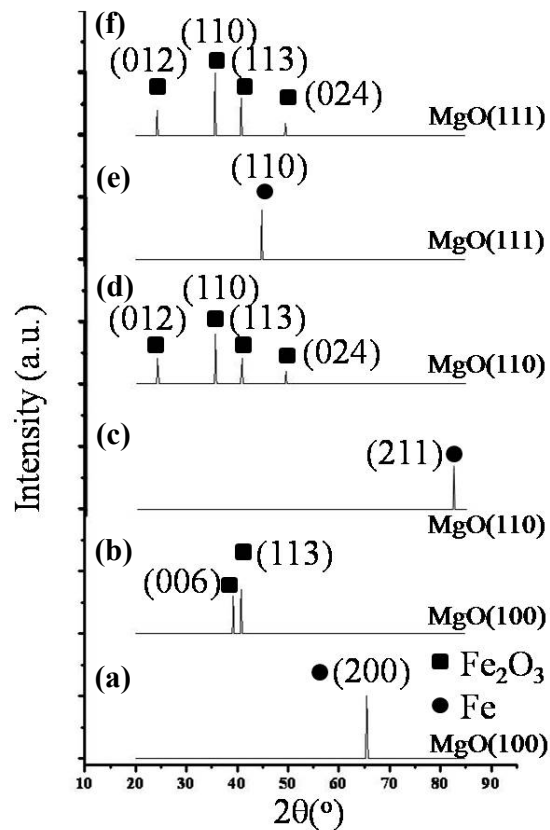 (f)
(110)
(012) (113)
(024)
MgO(111)
(e)
(110)
MgO(111)
(d)
(110)
(012) (113)
(024)
MgO(110)
(c)
(211)
MgO(110)
(b)
(113)
(006)
MgO(100)
(a)
(200)
Fe₂O₃
Fe
MgO(100)
Intensity (a.u.)
10 20 30 40 50 60 70 80 90
2θ(°)